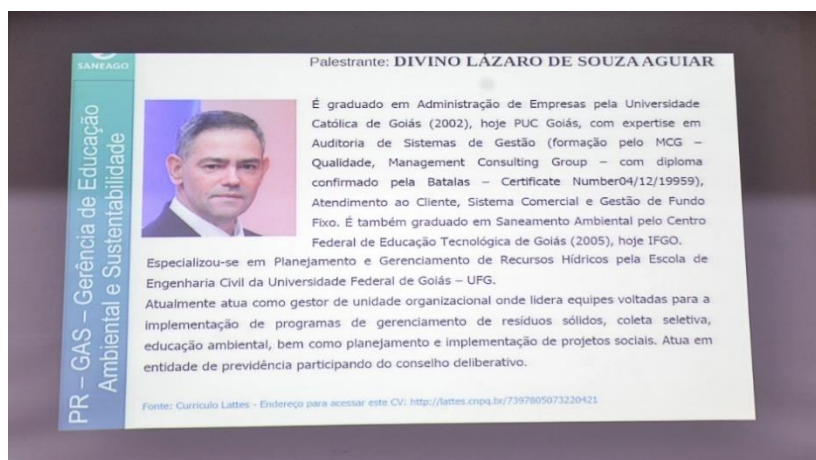 SANEAGO
PR – GAS – Gerência de Educação
Ambiental e Sustentabilidade
Palestrante: DIVINO LÁZARO DE SOUZA AGUIAR
É graduado em Administração de Empresas pela Universidade
Católica de Goiás (2002), hoje PUC Goiás, com expertise em
Auditoria de Sistemas de Gestão (formação pelo MCG –
Qualidade, Management Consulting Group – com diploma
confirmado pela Batalas – Certificate Number04/12/19959),
Atendimento ao Cliente, Sistema Comercial e Gestão de Fundo
Fixo. É também graduado em Saneamento Ambiental pelo Centro
Federal de Educação Tecnológica de Goiás (2005), hoje IFGO.
Especializou-se em Planejamento e Gerenciamento de Recursos Hídricos pela Escola de
Engenharia Civil da Universidade Federal de Goiás – UFG.
Atualmente atua como gestor de unidade organizacional onde lidera equipes voltadas para a
implementação de programas de gerenciamento de resíduos sólidos, coleta seletiva,
educação ambiental, bem como planejamento e implementação de projetos sociais. Atua em
entidade de previdência participando do conselho deliberativo.
Fonte: Currículo Lattes - Endereço para acessar este CV: http://lattes.cnpq.br/7397805073220421